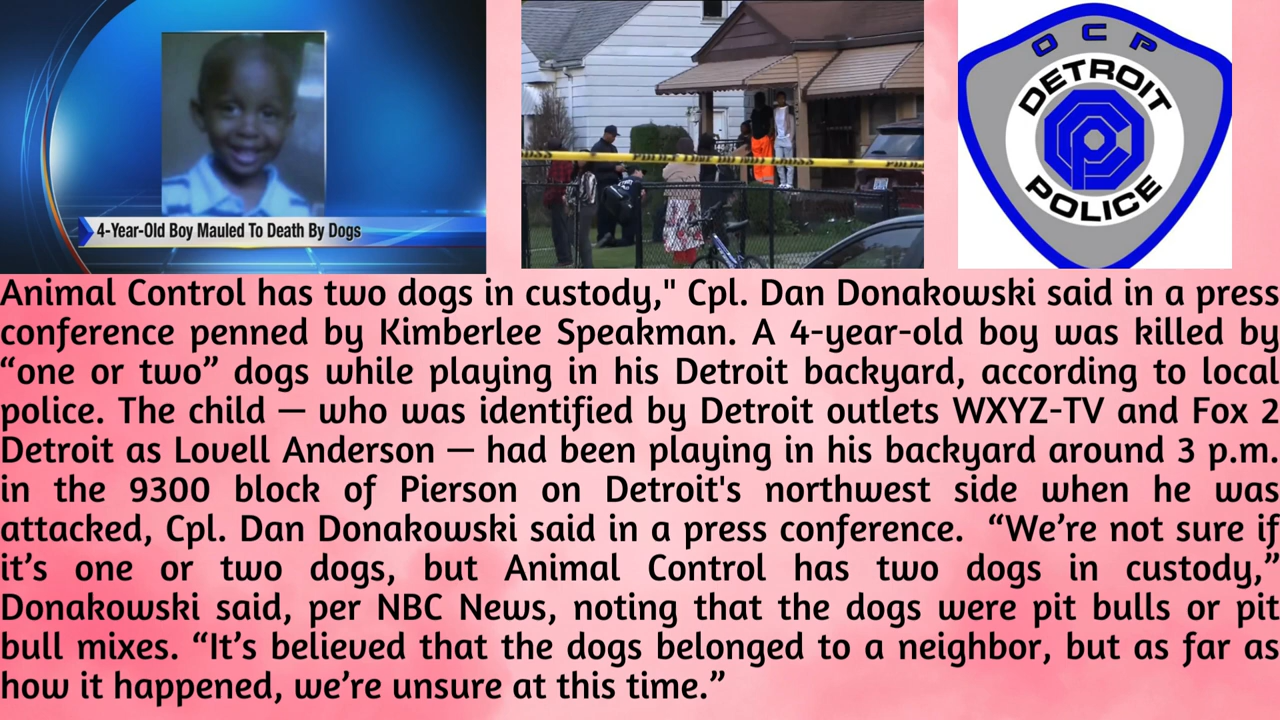 4-Year-Old Boy Mauled To Death By Dogs
POLICE
OCP
DETROIT
POLICE
Animal Control has two dogs in custody," Cpl. Dan Donakowski said in a press
conference penned by Kimberlee Speakman. A 4-year-old boy was killed by
“one or two” dogs while playing in his Detroit backyard, according to local
police. The child — who was identified by Detroit outlets WXYZ-TV and Fox 2
Detroit as Lovell Anderson — had been playing in his backyard around 3 p.m.
in the 9300 block of Pierson on Detroit's northwest side when he was
attacked, Cpl. Dan Donakowski said in a press conference.  “We’re not sure if
it’s one or two dogs, but Animal Control has two dogs in custody,”
Donakowski said, per NBC News, noting that the dogs were pit bulls or pit
bull mixes. “It’s believed that the dogs belonged to a neighbor, but as far as
how it happened, we’re unsure at this time.”